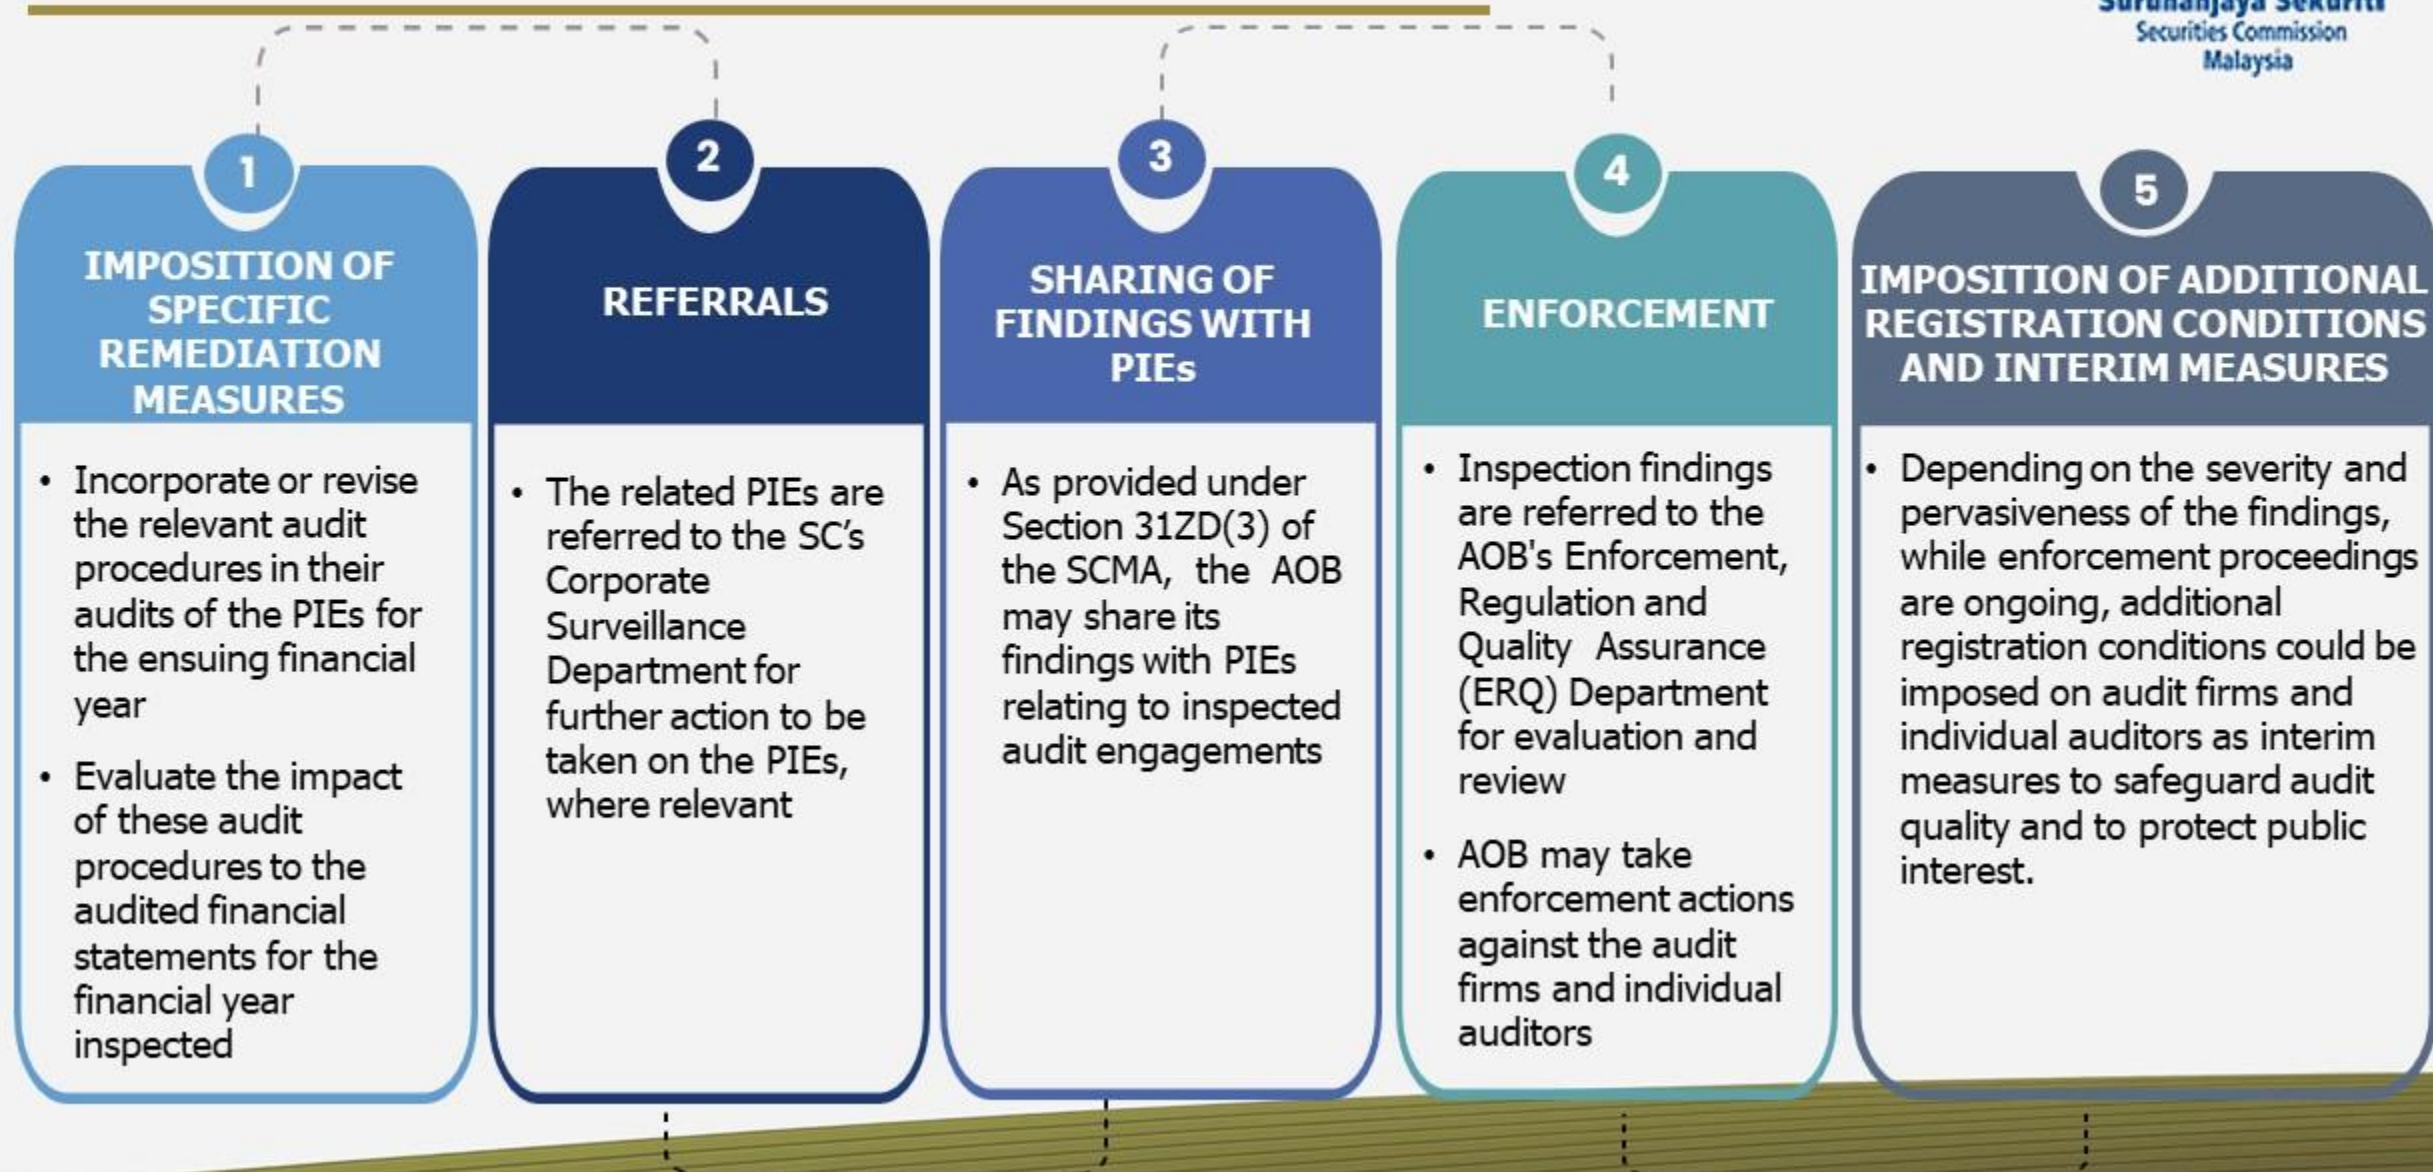 Suruhanjaya Sekuriti
Securities Commission
Malaysia
1
IMPOSITION OF
SPECIFIC
REMEDIATION
MEASURES
• Incorporate or revise
the relevant audit
procedures in their
audits of the PIEs for
the ensuing financial
year
• Evaluate the impact
of these audit
procedures to the
audited financial
statements for the
financial year
inspected
2
REFERRALS
• The related PIEs are
referred to the SC’s
Corporate
Surveillance
Department for
further action to be
taken on the PIEs,
where relevant
3
SHARING OF
FINDINGS WITH
PIEs
• As provided under
Section 31ZD(3) of
the SCMA, the AOB
may share its
findings with PIEs
relating to inspected
audit engagements
4
ENFORCEMENT
• Inspection findings
are referred to the
AOB's Enforcement,
Regulation and
Quality Assurance
(ERQ) Department
for evaluation and
review
• AOB may take
enforcement actions
against the audit
firms and individual
auditors
5
IMPOSITION OF ADDITIONAL
REGISTRATION CONDITIONS
AND INTERIM MEASURES
• Depending on the severity and
pervasiveness of the findings,
while enforcement proceedings
are ongoing, additional
registration conditions could be
imposed on audit firms and
individual auditors as interim
measures to safeguard audit
quality and to protect public
interest.